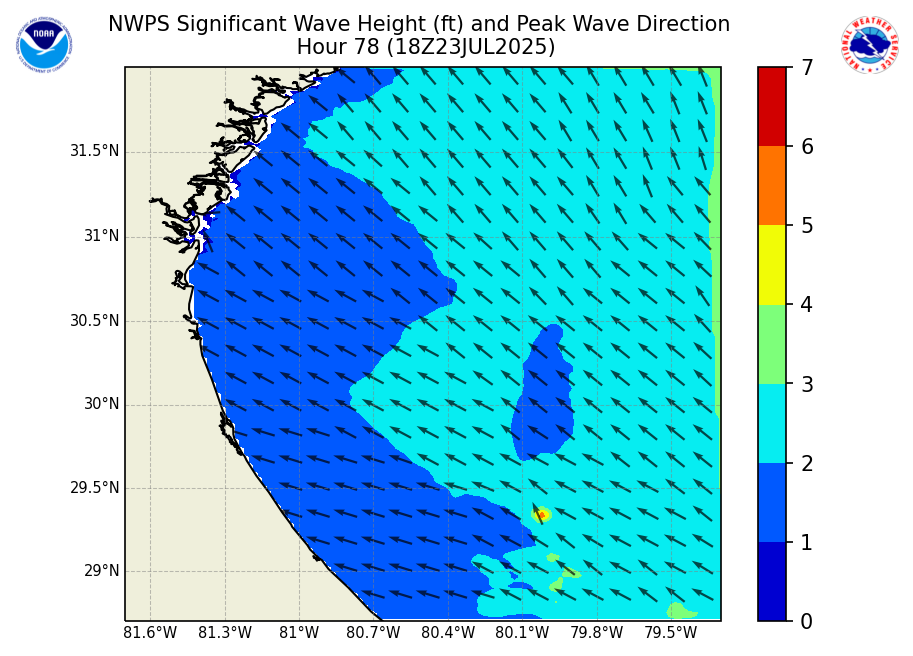 NWPS Significant Wave Height (ft) and Peak Wave Direction
Hour 78 (18Z23JUL2025)
NOAA
NATIONAL WEATHER SERVICE
31.5°N
31°N
30.5°N
30°N
29.5°N
29°N
81.6°W 81.3°W 81°W 80.7°W 80.4°W 80.1°W 79.8°W 79.5°W
7
6
5
4
3
2
1
0